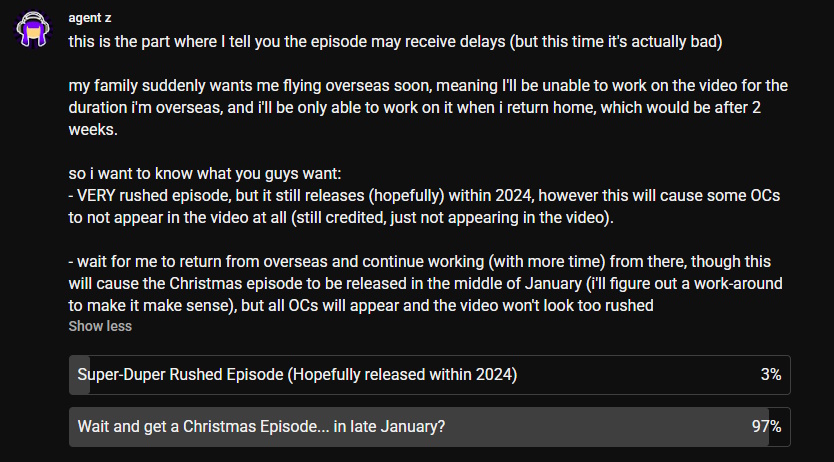 agent z
this is the part where I tell you the episode may receive delays (but this time it's actually bad)
my family suddenly wants me flying overseas soon, meaning I'll be unable to work on the video for the
duration i'm overseas, and i'll be only able to work on it when i return home, which would be after 2
weeks.
so i want to know what you guys want:
- VERY rushed episode, but it still releases (hopefully) within 2024, however this will cause some OCs
to not appear in the video at all (still credited, just not appearing in the video).
- wait for me to return from overseas and continue working (with more time) from there, though this
will cause the Christmas episode to be released in the middle of January (i'll figure out a work-around
to make it make sense), but all OCs will appear and the video won't look too rushed
Show less
Super-Duper Rushed Episode (Hopefully released within 2024) 3%
Wait and get a Christmas Episode... in late January? 97%